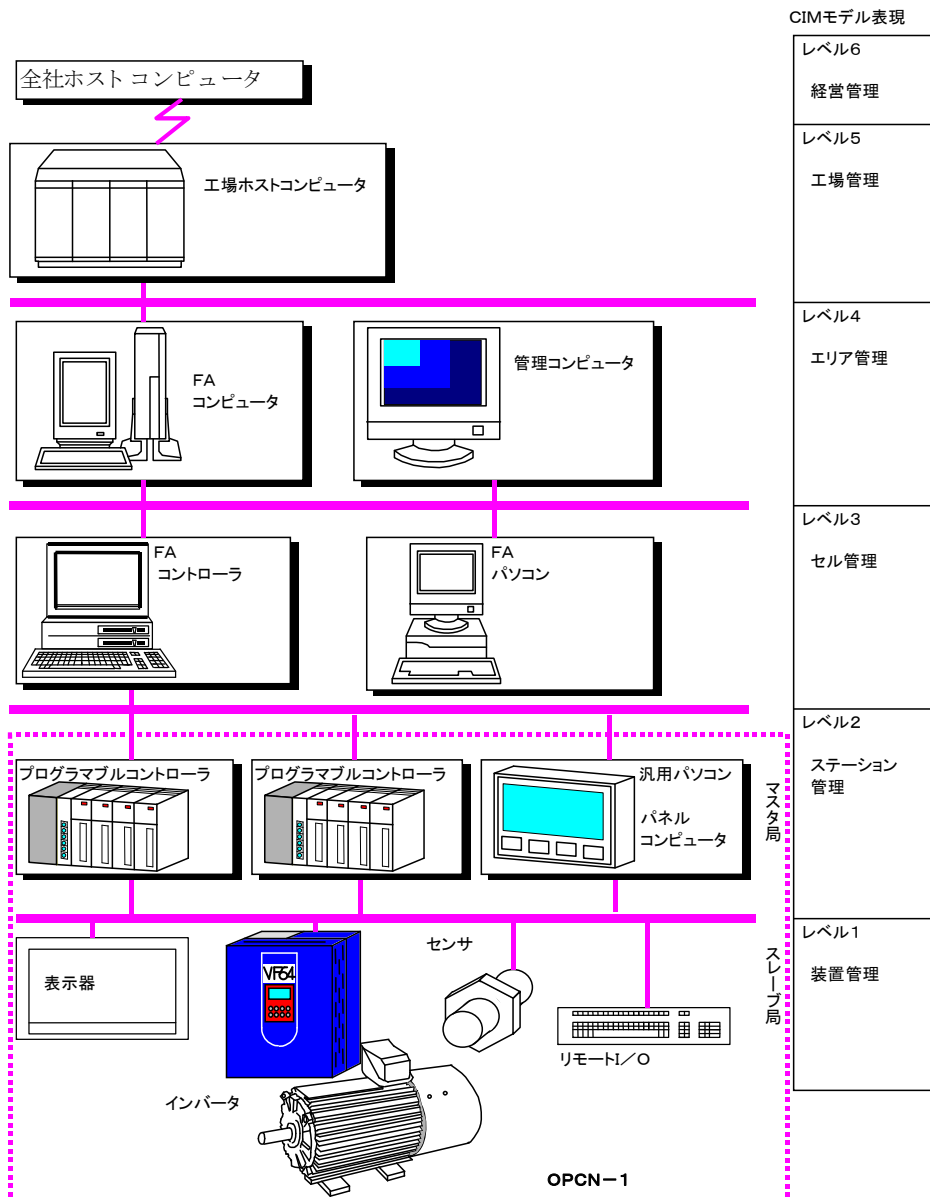 CIMモデル表現
レベル6
経営管理
全社ホストコンピュータ
レベル5
工場管理
工場ホストコンピュータ
レベル4
エリア管理
FA
コンピュータ
管理コンピュータ
レベル3
セル管理
FA
コントローラ
FA
パソコン
レベル2
ステーション
管理
プログラマブルコントローラ
プログラマブルコントローラ
汎用パソコン
パネル
コンピュータ
マスタ局
レベル1
装置管理
スレーブ局
表示器
VF64
センサ
リモートI/O
インバータ
OPCN-1